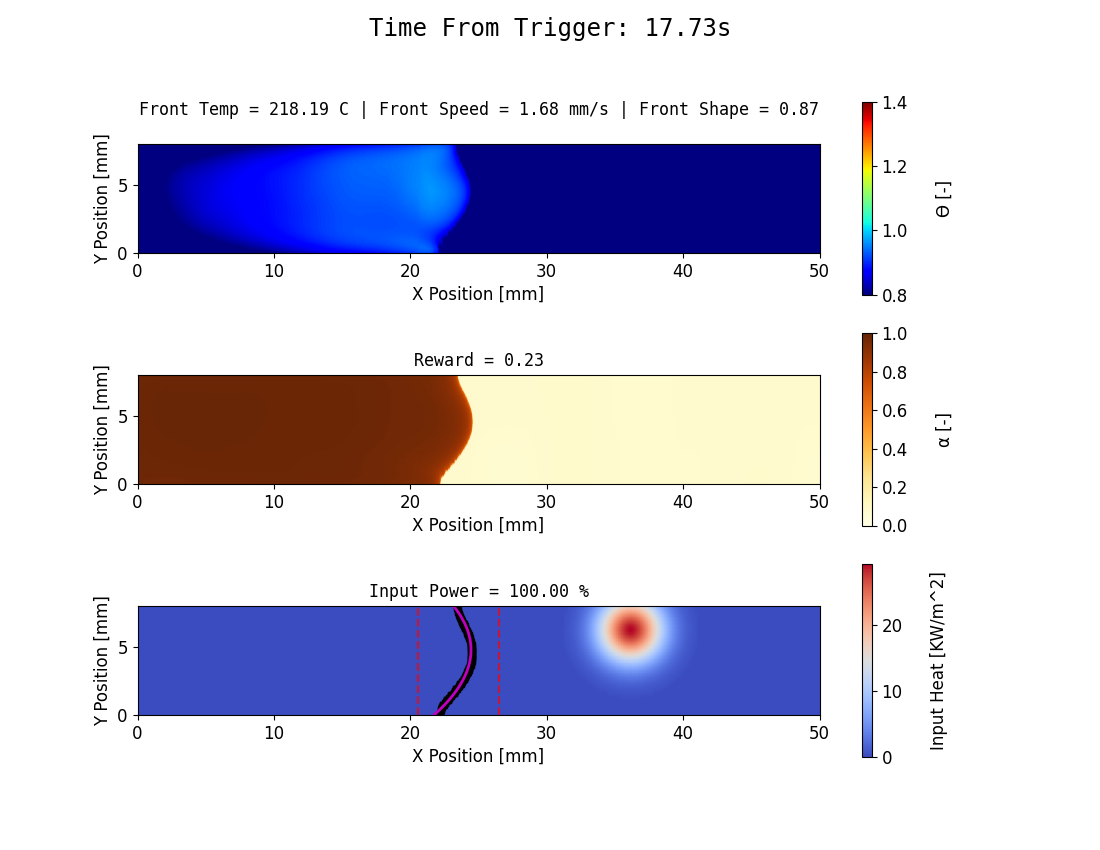 Time From Trigger: 17.73s
Front Temp = 218.19 C | Front Speed = 1.68 mm/s | Front Shape = 0.87
Y Position [mm]
5
0
0 10 20 30 40 50
X Position [mm]
1.4
1.2
1.0
0.8
Θ [-]
Reward = 0.23
Y Position [mm]
5
0
0 10 20 30 40 50
X Position [mm]
1.0
0.8
0.6
0.4
0.2
0.0
α [-]
Input Power = 100.00 %
Y Position [mm]
5
0
0 10 20 30 40 50
X Position [mm]
20
10
0
Input Heat [KW/m^2]